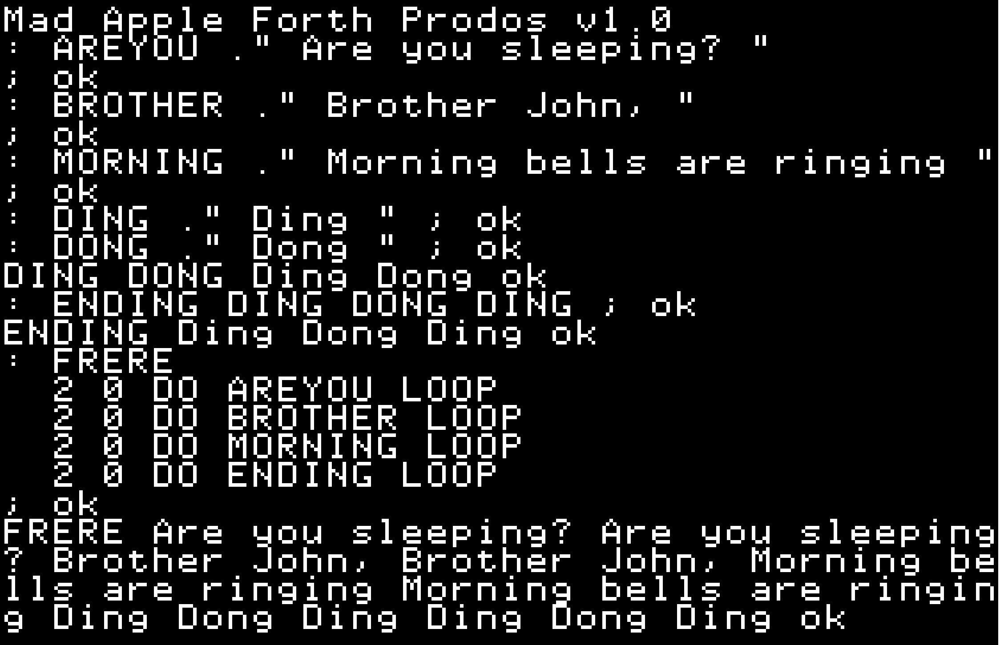 Mad Apple Forth Prodos v1.0
: AREYOU ." Are you sleeping? "
; ok
: BROTHER ." Brother John, "
; ok
: MORNING ." Morning bells are ringing "
; ok
: DING ." Ding " ; ok
: DONG ." Dong " ; ok
DING DONG Ding Dong ok
: ENDING DING DONG DING ; ok
ENDING Ding Dong Ding ok
: FRERE
  2 0 DO AREYOU LOOP
  2 0 DO BROTHER LOOP
  2 0 DO MORNING LOOP
  2 0 DO ENDING LOOP
; ok
FRERE Are you sleeping? Are you sleeping
? Brother John, Brother John, Morning be
lls are ringing Morning bells are ringin
g Ding Dong Ding Ding Dong Ding ok